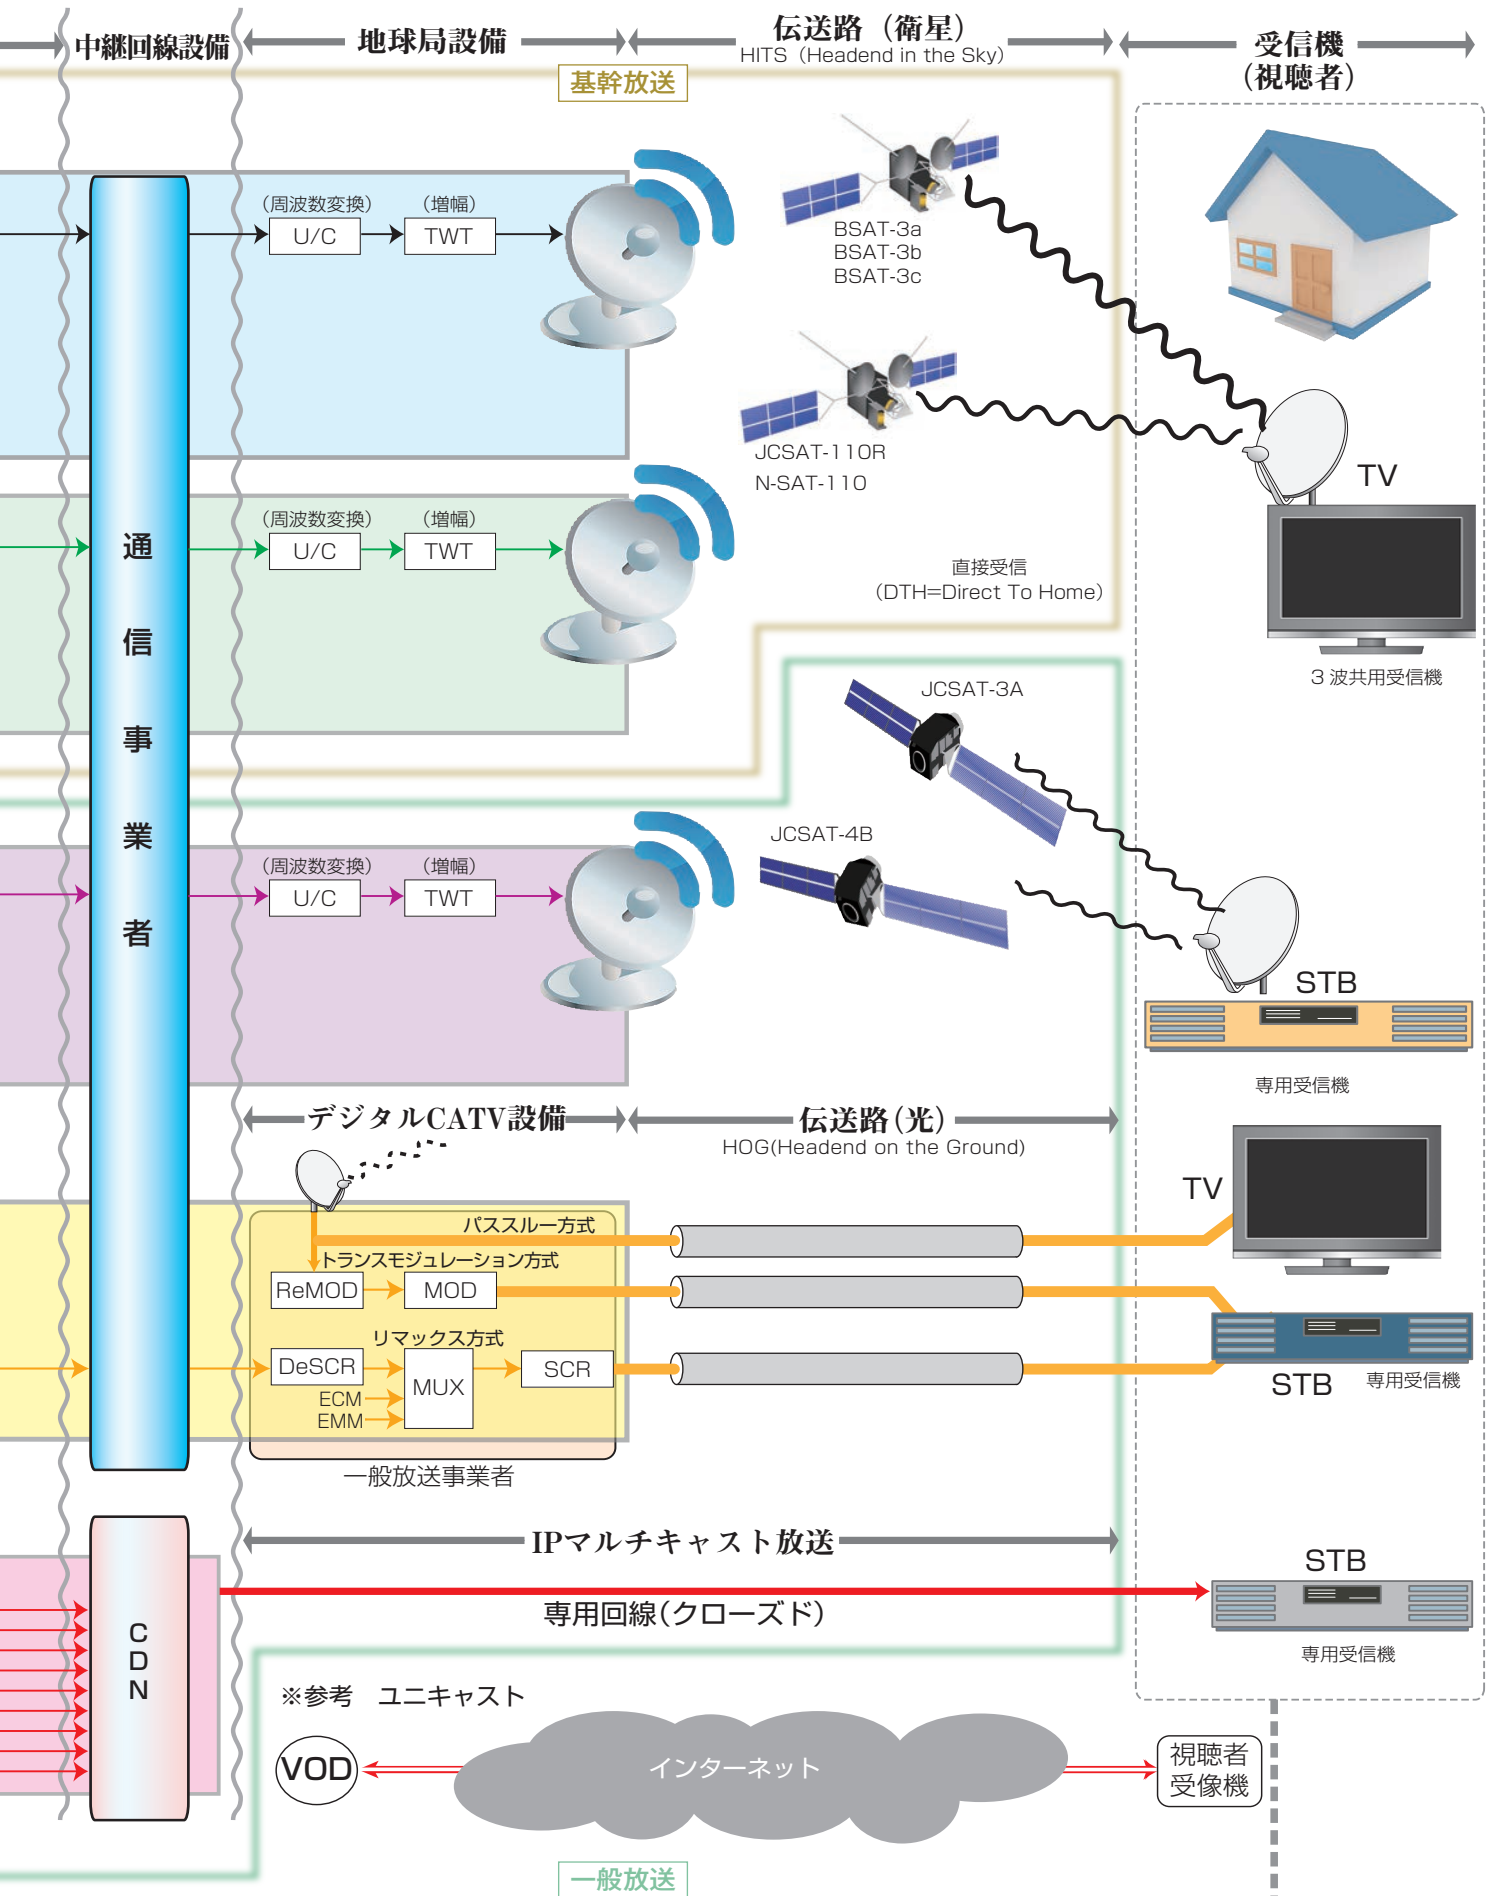 中継回線設備
地球局設備
伝送路（衛星）
HITS（Headend in the Sky）
受信機
（視聴者）
基幹放送
（周波数変換）
（増幅）
U/C
TWT
BSAT-3a
BSAT-3b
BSAT-3c
JCSAT-110R
N-SAT-110
TV
（周波数変換）
（増幅）
U/C
TWT
直接受信
（DTH=Direct To Home）
3 波共用受信機
通信事業者
JCSAT-3A
JCSAT-4B
（周波数変換）
（増幅）
U/C
TWT
STB
専用受信機
デジタルCATV設備
伝送路（光）
HOG(Headend on the Ground)
TV
パススルー方式
トランスモジュレーション方式
ReMOD
MOD
リマックス方式
DeSCR
MUX
SCR
ECM
EMM
STB
専用受信機
一般放送事業者
IPマルチキャスト放送
STB
専用回線（クローズド）
専用受信機
CDN
※参考　ユニキャスト
VOD
インターネット
視聴者
受像機
一般放送